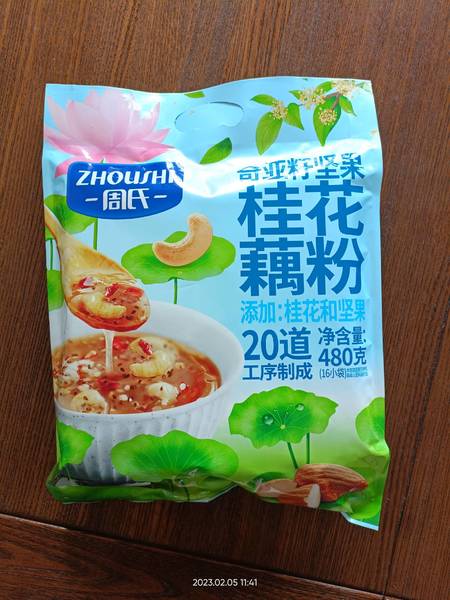 ZHOUSHI
周氏
奇亚籽坚果
桂花
藕粉
添加:桂花和坚果
20道
工序制成
净含量:
480克
(16小袋)
2023.02.05 11:41